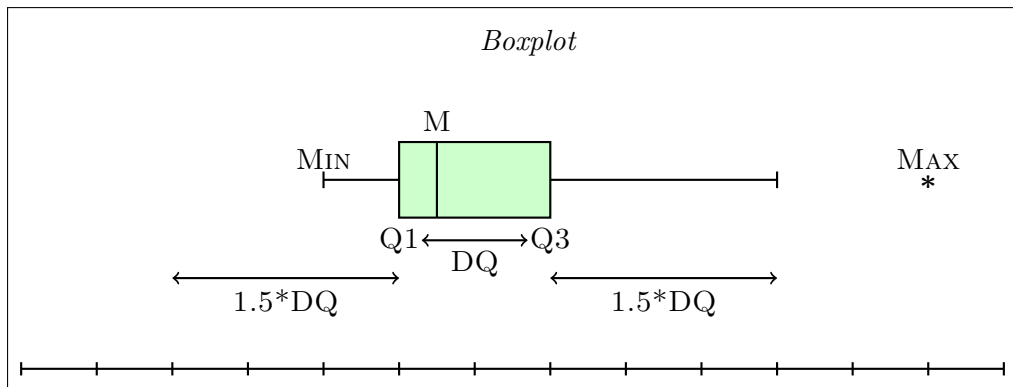 Boxplot
M
MIN
MAX
*
Q1
Q3
DQ
1.5*DQ
1.5*DQ